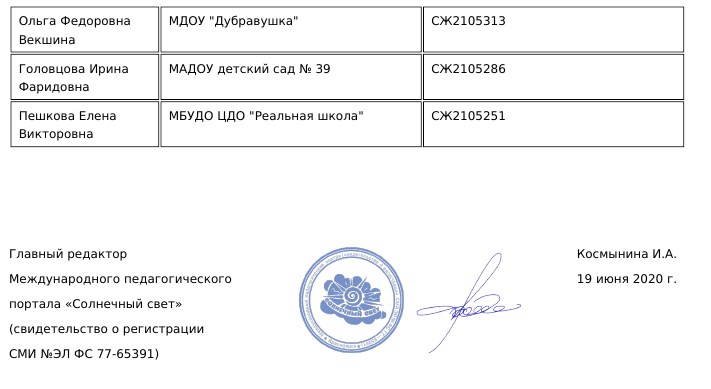 Ольга Федоровна МДОУ "Дубравушка" СЖ2105313
Векшина
Головцова Ирина МАДОУ детский сад № 39 СЖ2105286
Фаридовна
Пешкова Елена МБУДО ЦДО "Реальная школа" СЖ2105251
Викторовна
Главный редактор Космынина И.А.
Международного педагогического 19 июня 2020 г.
портала «Солнечный свет»
(свидетельство о регистрации
СМИ №ЭЛ ФС 77-65391)
солнечный свет